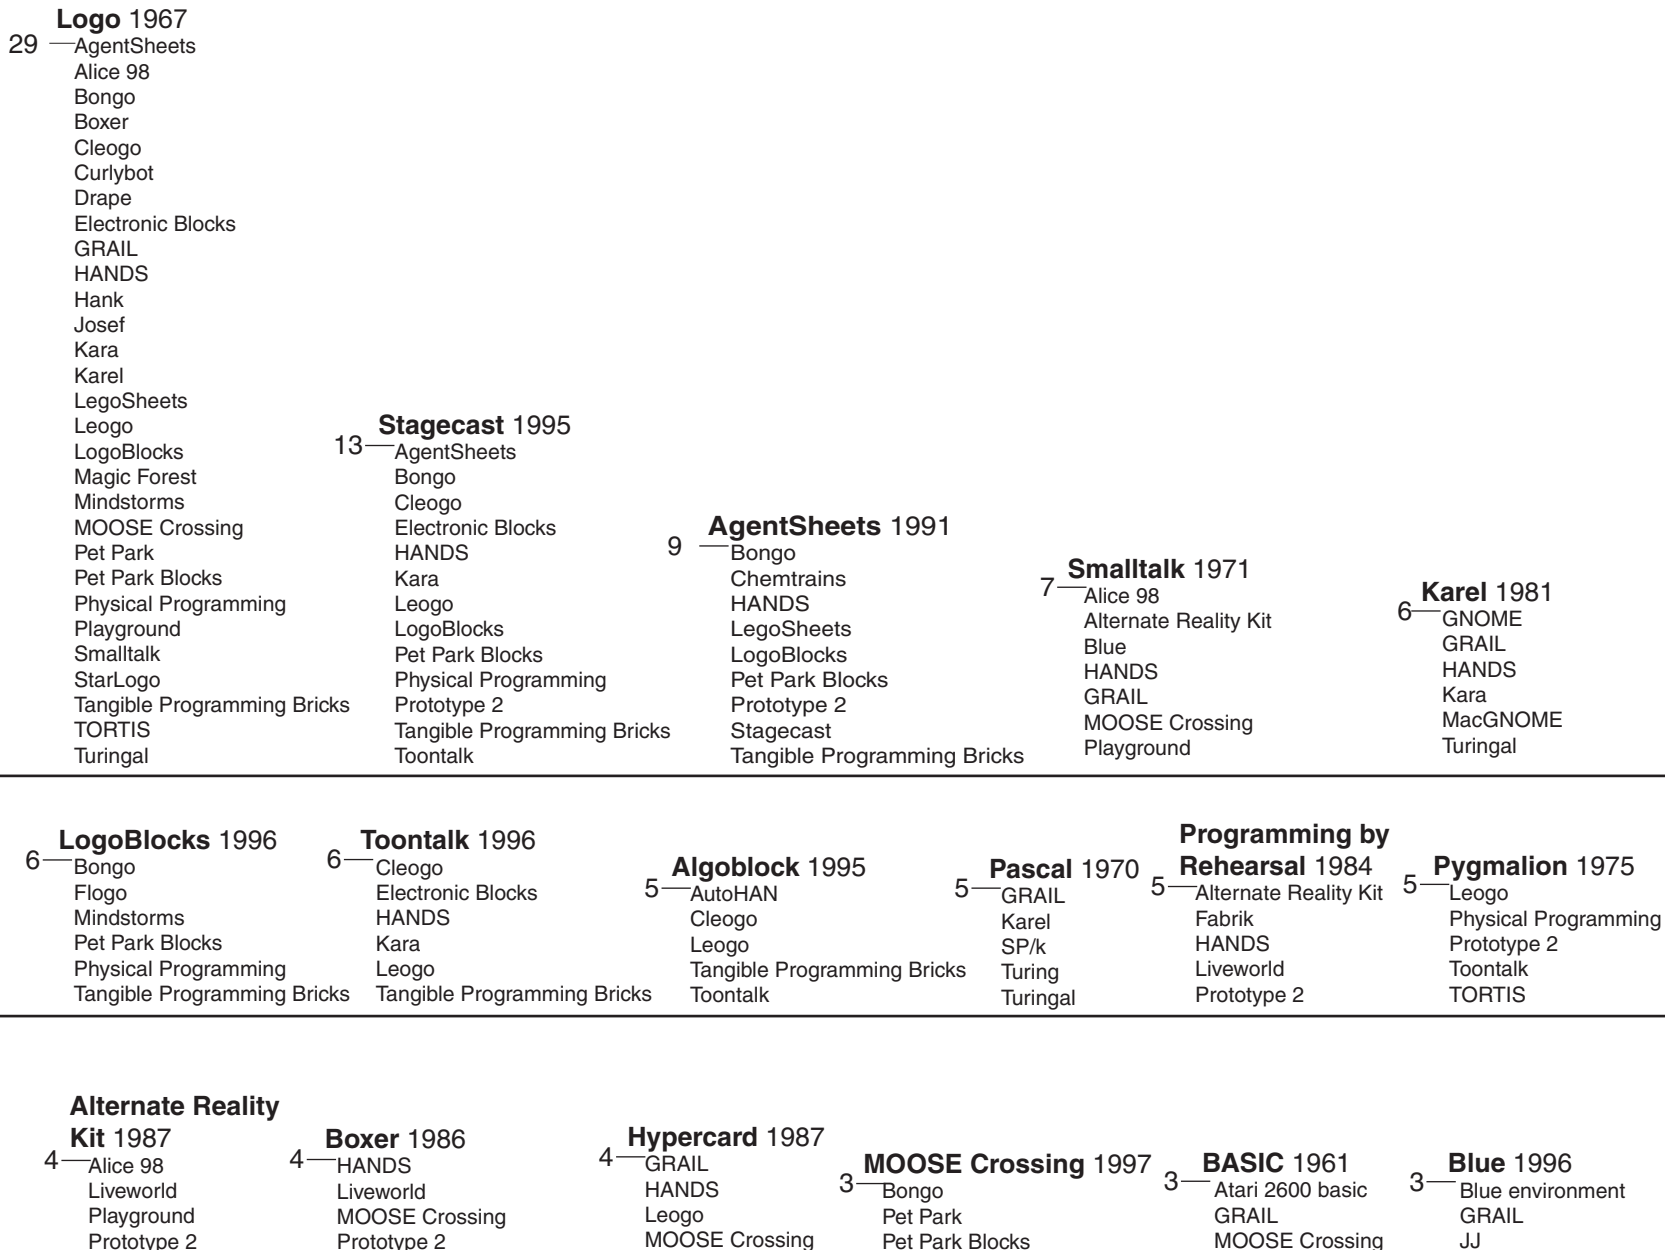 Logo 1967
29
AgentSheets
Alice 98
Bongo
Boxer
Cleogo
Curlybot
Drape
Electronic Blocks
GRAIL
HANDS
Hank
Josef
Kara
Karel
LegoSheets
Leogo
LogoBlocks
Magic Forest
Mindstorms
MOOSE Crossing
Pet Park
Pet Park Blocks
Physical Programming
Playground
Smalltalk
StarLogo
Tangible Programming Bricks
TORTIS
Turingal
Stagecast 1995
13
AgentSheets
Bongo
Cleogo
Electronic Blocks
HANDS
Kara
Leogo
LogoBlocks
Pet Park Blocks
Physical Programming
Prototype 2
Tangible Programming Bricks
Toontalk
AgentSheets 1991
9
Bongo
Chemtrains
HANDS
LegoSheets
LogoBlocks
Pet Park Blocks
Prototype 2
Stagecast
Tangible Programming Bricks
Smalltalk 1971
7
Alice 98
Alternate Reality Kit
Blue
HANDS
GRAIL
MOOSE Crossing
Playground
Karel 1981
6
GNOME
GRAIL
HANDS
Kara
MacGNOME
Turingal
LogoBlocks 1996
6
Bongo
Flogo
Mindstorms
Pet Park Blocks
Physical Programming
Tangible Programming Bricks
Toontalk 1996
6
Cleogo
Electronic Blocks
HANDS
Kara
Leogo
Tangible Programming Bricks
Algoblock 1995
5
AutoHAN
Cleogo
Leogo
Tangible Programming Bricks
Toontalk
Pascal 1970
5
GRAIL
Karel
SP/k
Turing
Turingal
Programming by
Rehearsal 1984
5
Alternate Reality Kit
Fabrik
HANDS
Liveworld
Prototype 2
Pygmalion 1975
5
Leogo
Physical Programming
Prototype 2
Toontalk
TORTIS
Alternate Reality
Kit 1987
4
Alice 98
Liveworld
Playground
Prototype 2
Boxer 1986
4
HANDS
Liveworld
MOOSE Crossing
Prototype 2
Hypercard 1987
4
GRAIL
HANDS
Leogo
MOOSE Crossing
MOOSE Crossing 1997
3
Bongo
Pet Park
Pet Park Blocks
BASIC 1961
3
Atari 2600 basic
GRAIL
MOOSE Crossing
Blue 1996
3
Blue environment
GRAIL
JJ